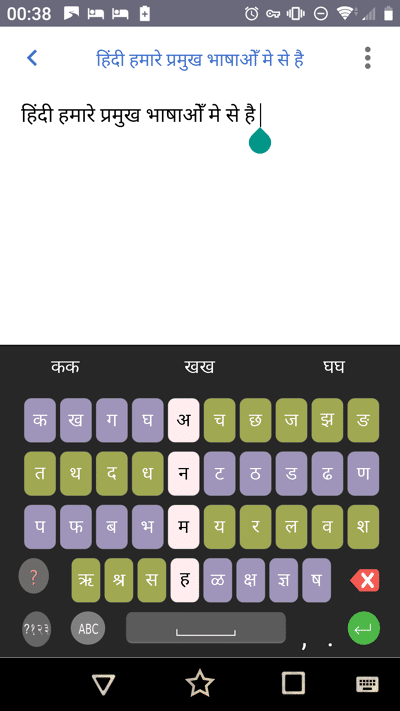 00:38
हिंदी हमारे प्रमुख भाषाओँ मे से है
हिंदी हमारे प्रमुख भाषाओँ मे से है
कक खख घघ
क ख ग घ अ च छ ज झ ङ
त थ द ध न ट ठ ड ढ ण
प फ ब भ म य र ल व श
? ऋ श्र स ह ळ क्ष ज्ञ ष
?१२३ ABC , .